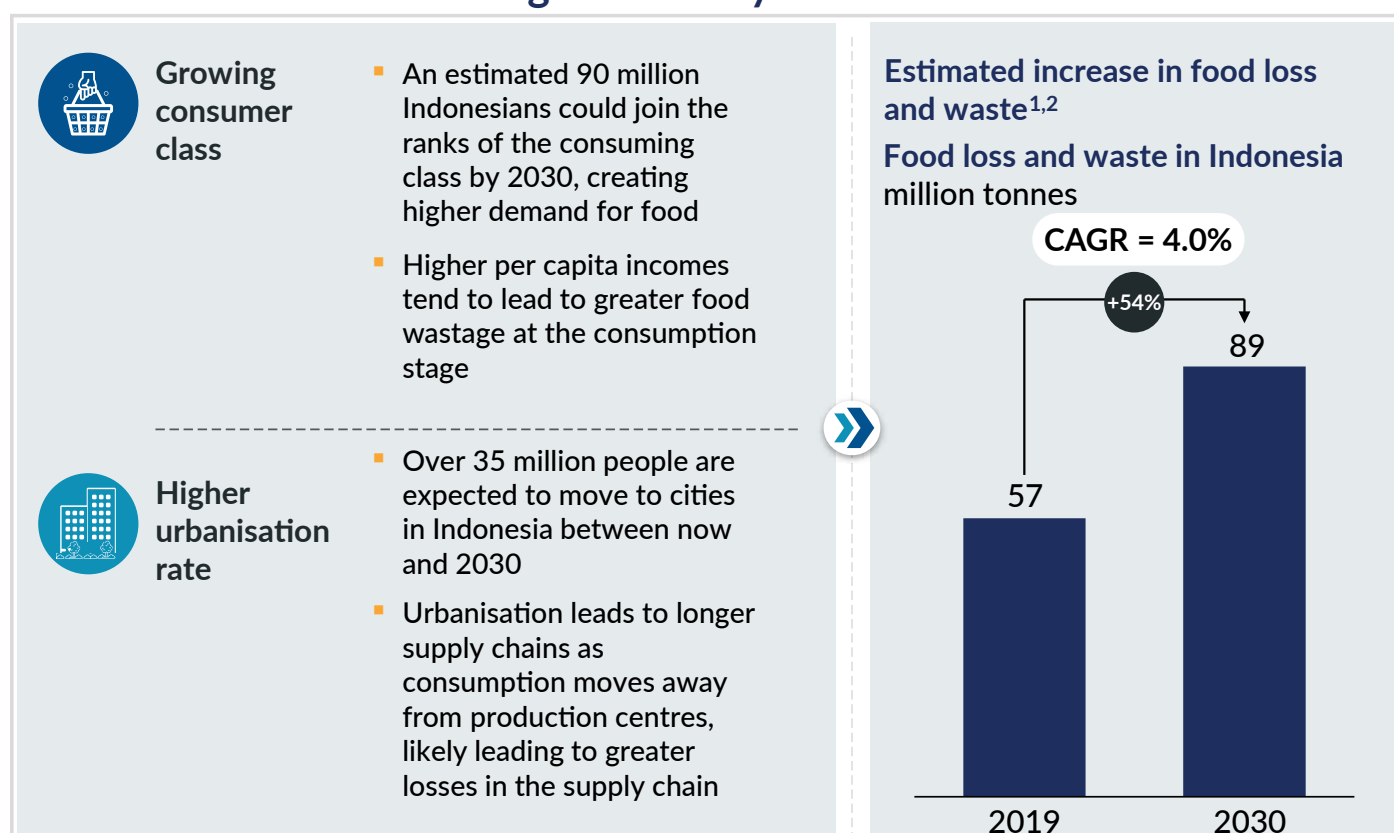 Growing
consumer
class
An estimated 90 million
Indonesians could join the
ranks of the consuming
class by 2030, creating
higher demand for food
Higher per capita incomes
tend to lead to greater food
wastage at the consumption
stage
Higher
urbanisation
rate
Over 35 million people are
expected to move to cities
in Indonesia between now
and 2030
Urbanisation leads to longer
supply chains as
consumption moves away
from production centres,
likely leading to greater
losses in the supply chain
Estimated increase in food loss
and waste1,2
Food loss and waste in Indonesia
million tonnes
CAGR = 4.0%
+54%
89
57
2019 2030